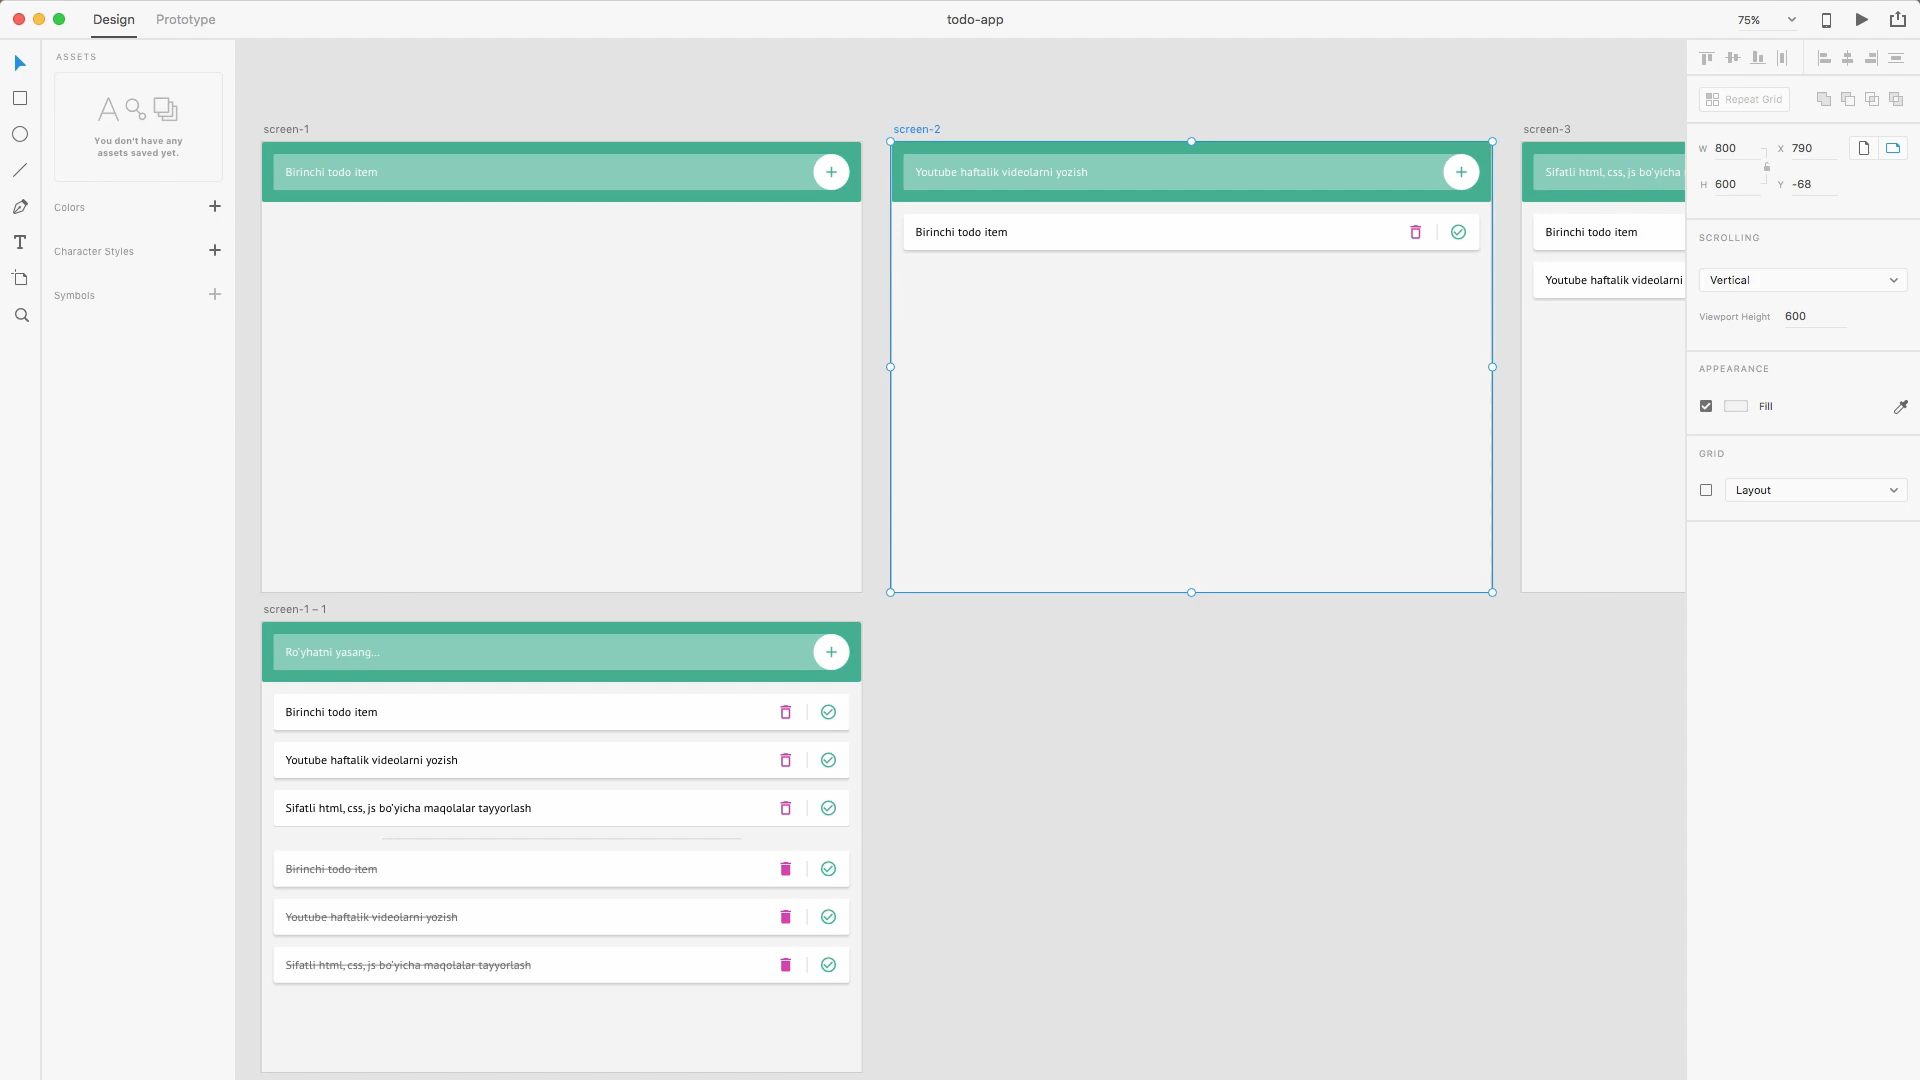 Design Prototype todo-app 75%
ASSETS
You don't have any
assets saved yet.
Colors
Character Styles
Symbols
screen-1
Birinchi todo item
screen-2
Youtube haftalik videolarni yozish
Birinchi todo item
screen-3
Sifatli html, css, js bo'yicha
Birinchi todo item
Youtube haftalik videolarni
screen-1 – 1
Ro'yhatni yasang...
Birinchi todo item
Youtube haftalik videolarni yozish
Sifatli html, css, js bo'yicha maqolalar tayyorlash
Birinchi todo item
Youtube haftalik videolarni yozish
Sifatli html, css, js bo'yicha maqolalar tayyorlash
Repeat Grid
W 800 X 790
H 600 Y -68
SCROLLING
Vertical
Viewport Height 600
APPEARANCE
Fill
GRID
Layout